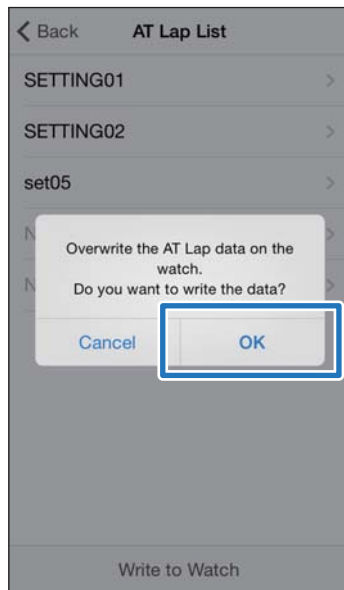 Back AT Lap List
SETTING01
SETTING02
set05
N
Overwrite the AT Lap data on the
watch.
N
Do you want to write the data?
Cancel OK
Write to Watch